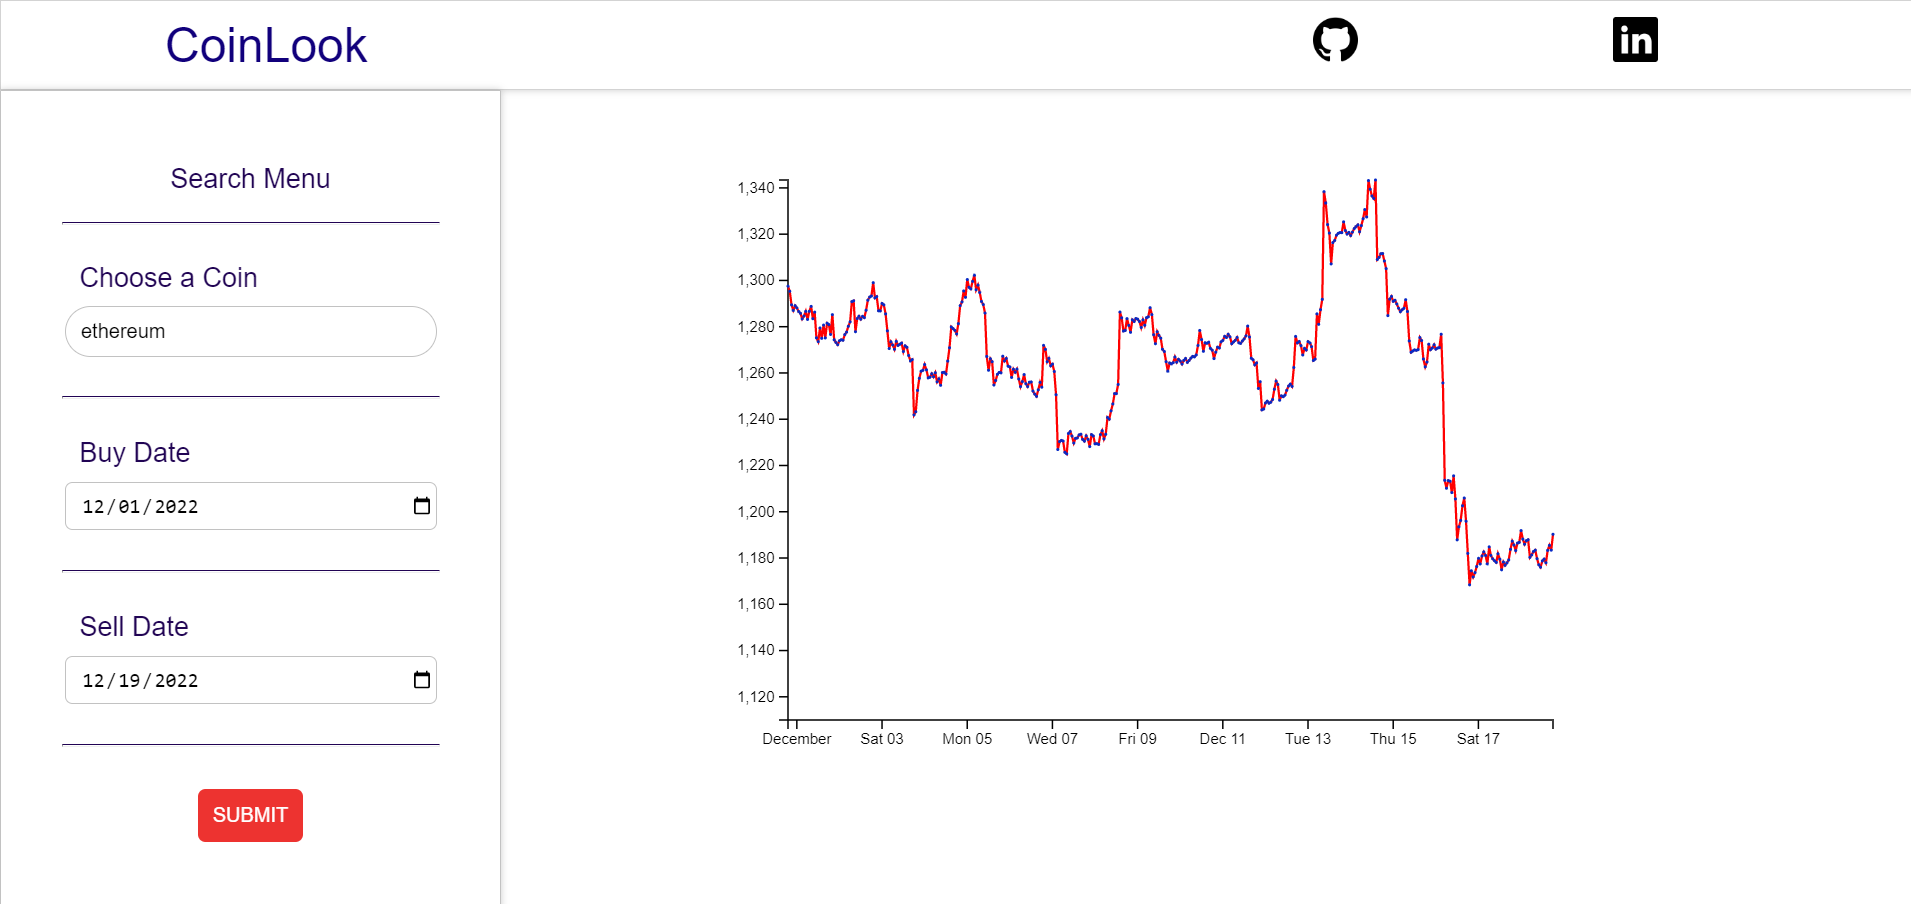 CoinLook
in
Search Menu
Choose a Coin
ethereum
Buy Date
12/01/2022
Sell Date
12/19/2022
SUBMIT
1,340
1,320
1,300
1,280
1,260
1,240
1,220
1,200
1,180
1,160
1,140
1,120
December Sat 03 Mon 05 Wed 07 Fri 09 Dec 11 Tue 13 Thu 15 Sat 17